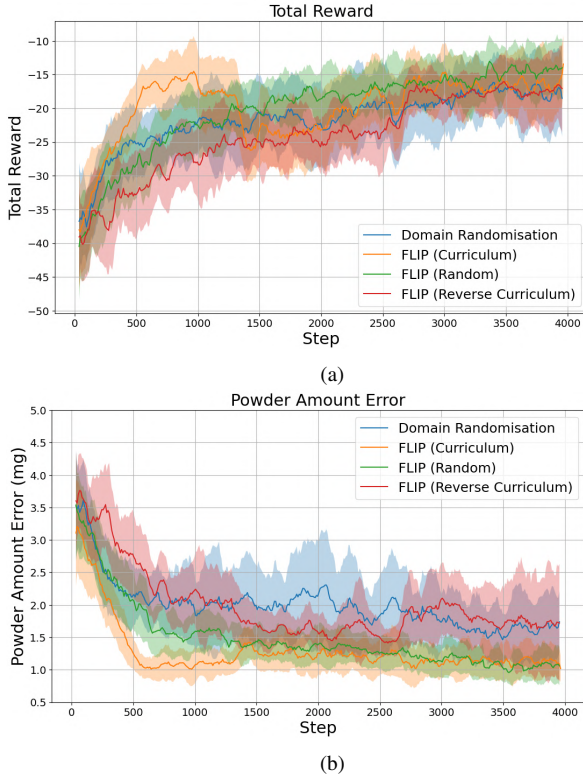 Total Reward
−10
−15
−20
−25
−30
−35
−40
−45
−50
Total Reward
Domain Randomisation
FLIP (Curriculum)
FLIP (Random)
FLIP (Reverse Curriculum)
0 500 1000 1500 2000 2500 3000 3500 4000
Step
(a)
Powder Amount Error
5.0
4.5
4.0
3.5
3.0
2.5
2.0
1.5
1.0
0.5
Powder Amount Error (mg)
Domain Randomisation
FLIP (Curriculum)
FLIP (Random)
FLIP (Reverse Curriculum)
0 500 1000 1500 2000 2500 3000 3500 4000
Step
(b)